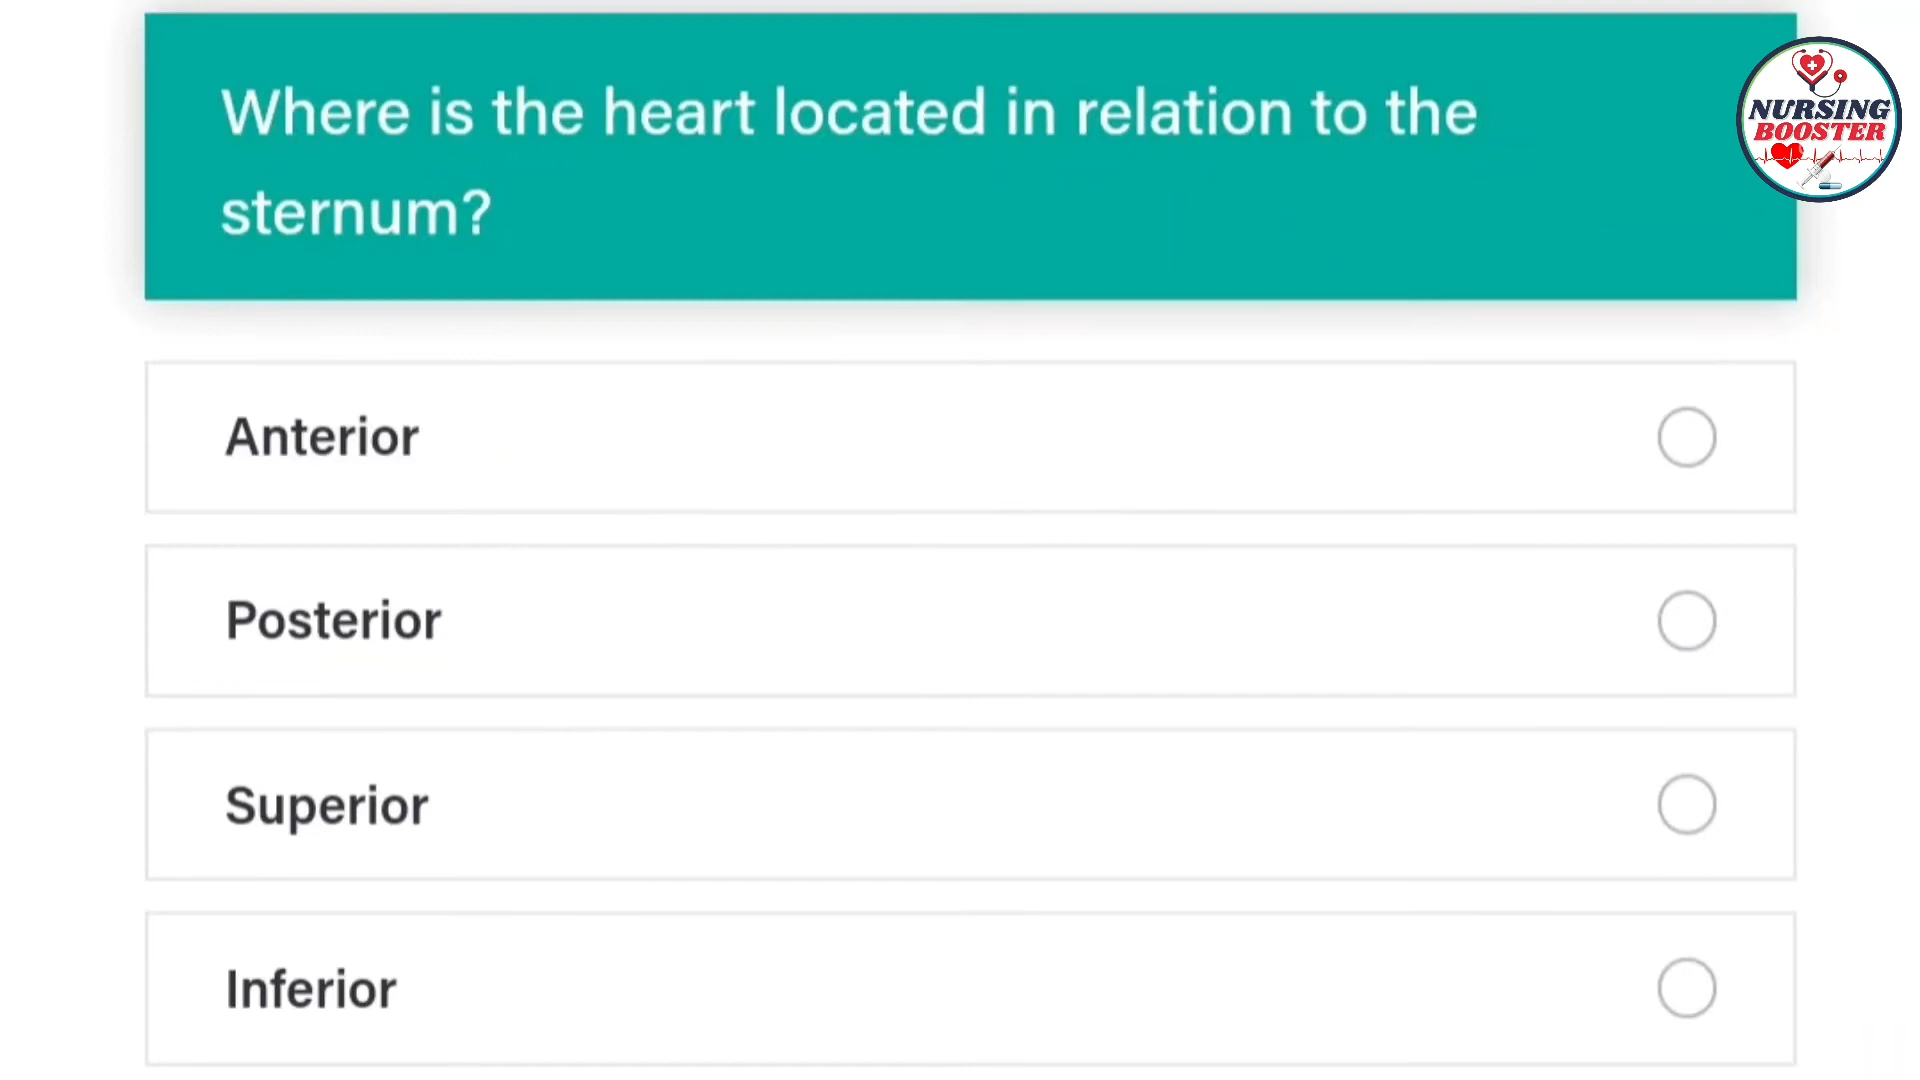 Where is the heart located in relation to the
sternum?
NURSING
BOOSTER
Anterior
Posterior
Superior
Inferior